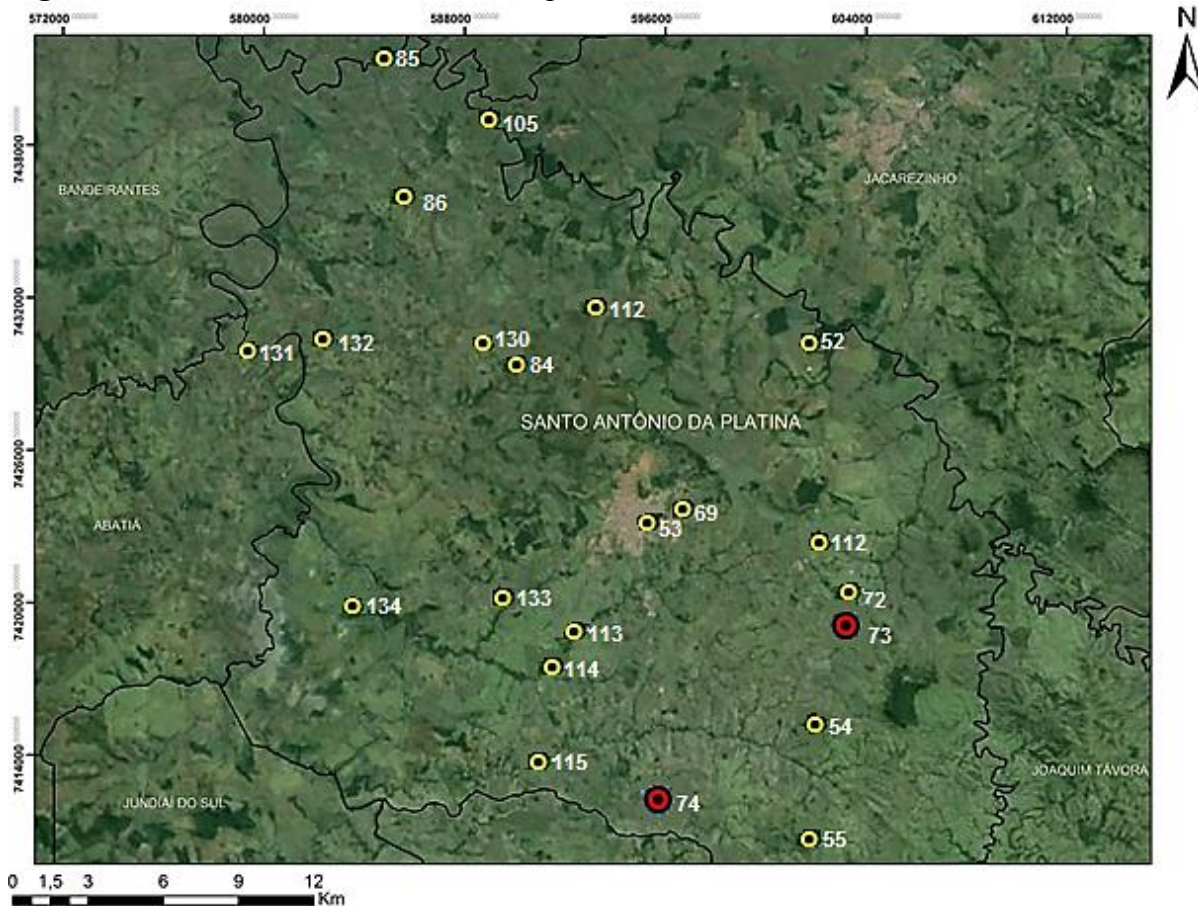 572000 580000 588000 596000 604000 612000
N
85
105
7438000
BANDEIRANTES
JACAREZINHO
86
7432000
112
131
132
130
52
84
SANTO ANTÔNIO DA PLATINA
7426000
ABATIÁ
69
53
112
72
7420000
134
133
73
113
114
54
7414000
115
JOAQUIM TÁVORA
JUNDIAÍ DO SUL
74
55
0 1,5 3 6 9 12
Km